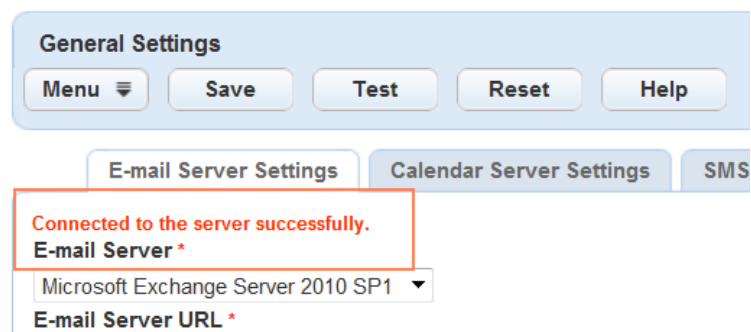 General Settings
Menu Save Test Reset Help
E-mail Server Settings Calendar Server Settings SMS
Connected to the server successfully.
E-mail Server *
Microsoft Exchange Server 2010 SP1
E-mail Server URL *